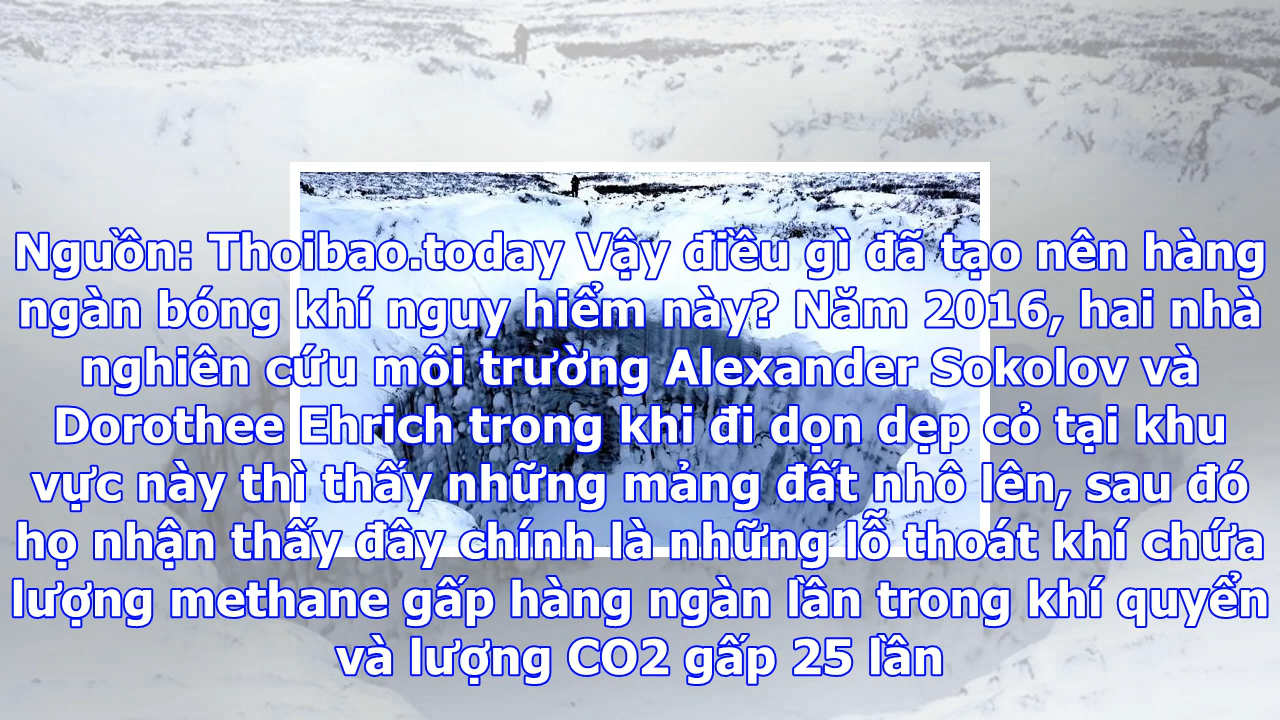 Nguồn: Thoibao.today Vậy điều gì đã tạo nên hàng
ngàn bóng khí nguy hiểm này? Năm 2016, hai nhà
nghiên cứu môi trường Alexander Sokolov và
Dorothee Ehrich trong khi đi dọn dẹp cỏ tại khu
vực này thì thấy những mảng đất nhô lên, sau đó
họ nhận thấy đây chính là những lỗ thoát khí chứa
lượng methane gấp hàng ngàn lần trong khí quyển
và lượng CO2 gấp 25 lần